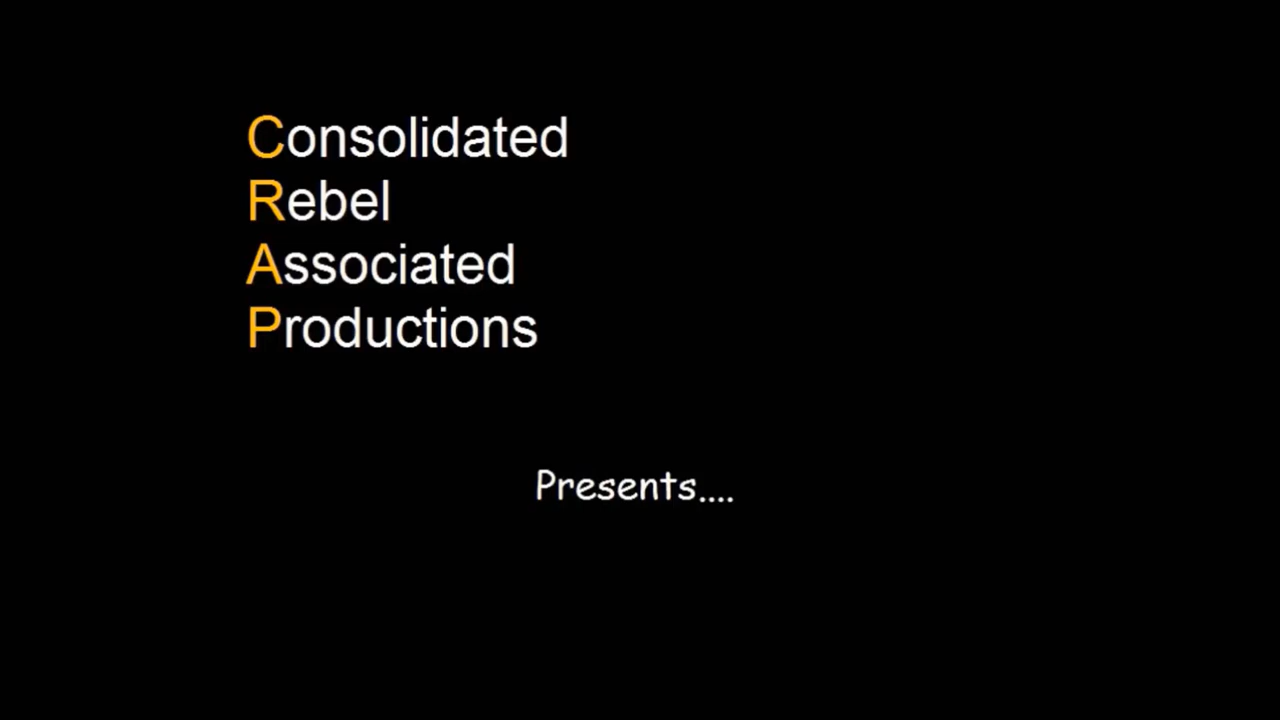 Consolidated
Rebel
Associated
Productions
Presents....